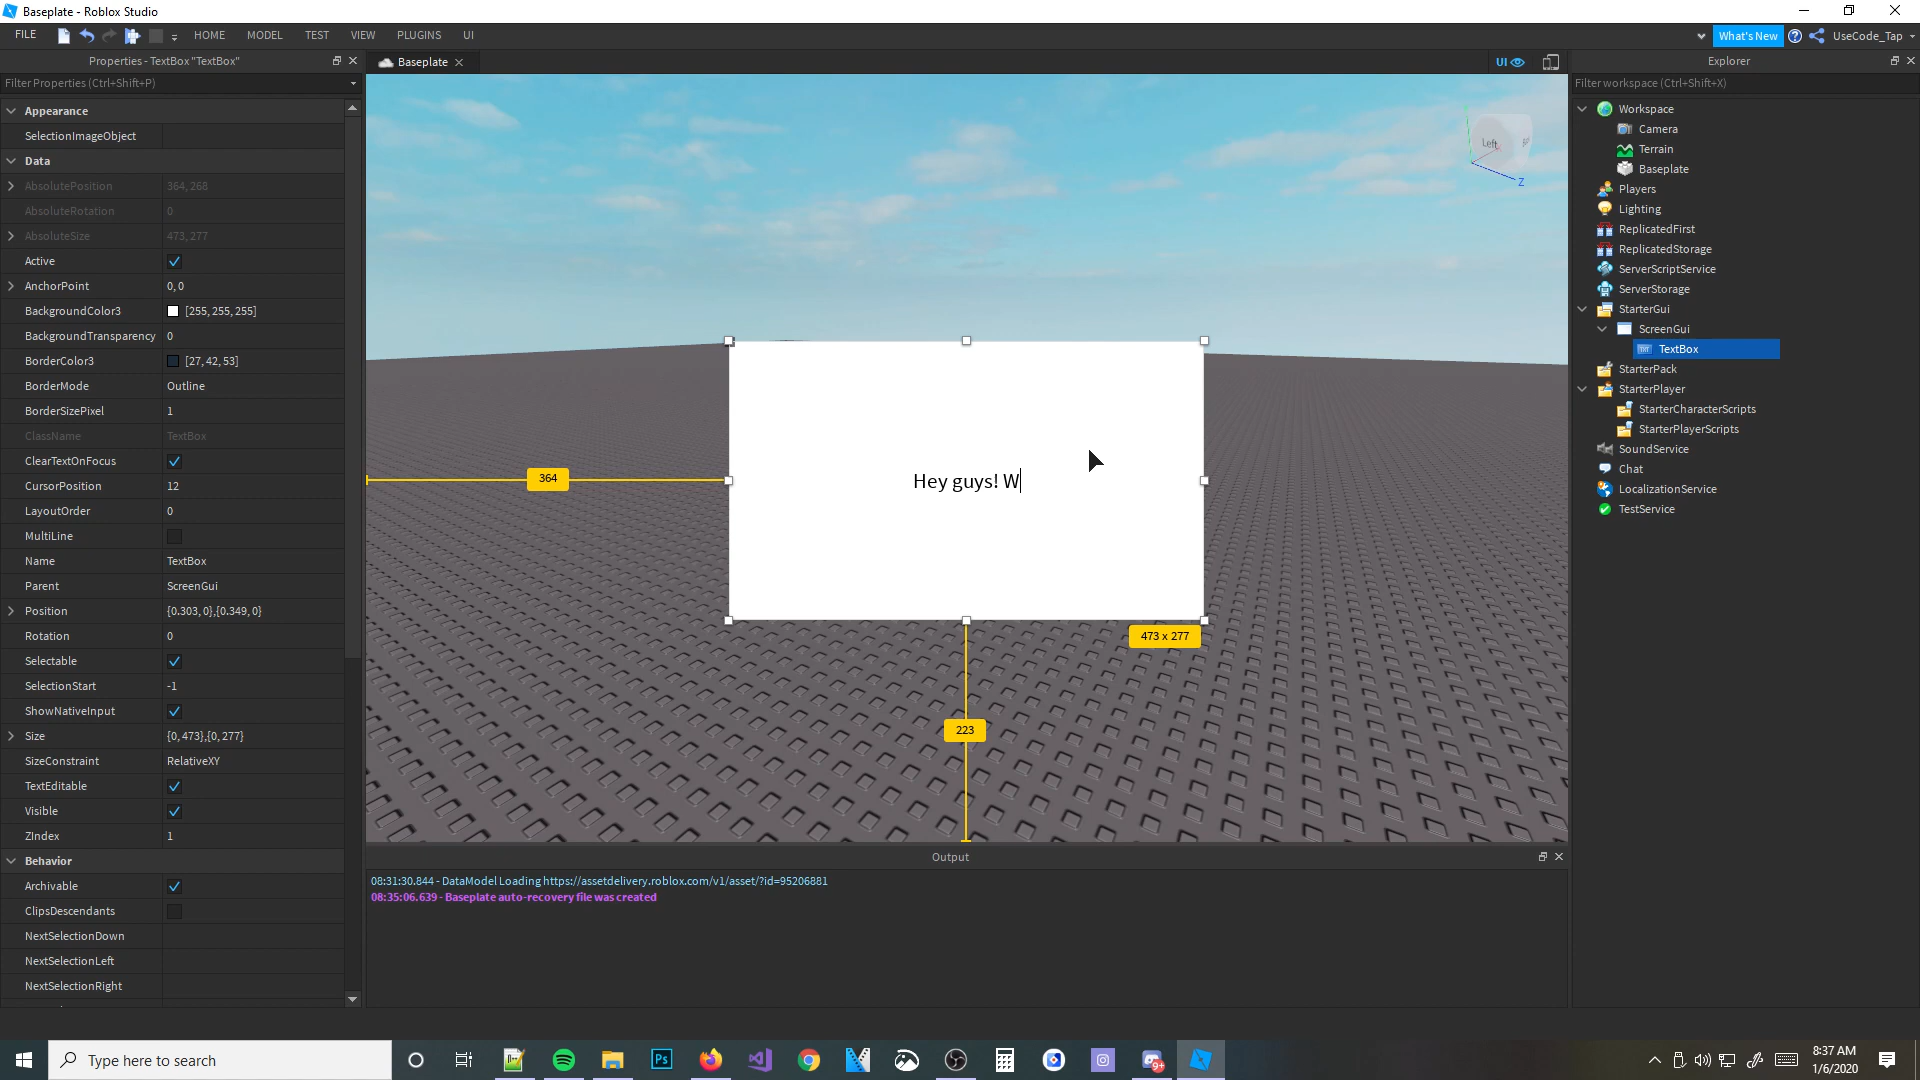 Baseplate - Roblox Studio
FILE HOME MODEL TEST VIEW PLUGINS UI What's New UseCode_Tap
Properties - TextBox "TextBox"
Filter Properties (Ctrl+Shift+P)
Appearance
SelectionImageObject
Data
AbsolutePosition 364, 268
AbsoluteRotation 0
AbsoluteSize 473, 277
Active
AnchorPoint 0, 0
BackgroundColor3 [255, 255, 255]
BackgroundTransparency 0
BorderColor3 [27, 42, 53]
BorderMode Outline
BorderSizePixel 1
ClassName TextBox
ClearTextOnFocus
CursorPosition 12
LayoutOrder 0
MultiLine
Name TextBox
Parent ScreenGui
Position {0.303, 0},{0.349, 0}
Rotation 0
Selectable
SelectionStart -1
ShowNativeInput
Size {0, 473},{0, 277}
SizeConstraint RelativeXY
TextEditable
Visible
ZIndex 1
Behavior
Archivable
ClipsDescendants
NextSelectionDown
NextSelectionLeft
NextSelectionRight
Baseplate
UI
Left
Z
Hey guys! W
364
473 x 277
223
Output
08:31:30.844 - DataModel Loading https://assetdelivery.roblox.com/v1/asset/?id=95206881
08:35:06.639 - Baseplate auto-recovery file was created
Explorer
Filter workspace (Ctrl+Shift+X)
Workspace
Camera
Terrain
Baseplate
Players
Lighting
ReplicatedFirst
ReplicatedStorage
ServerScriptService
ServerStorage
StarterGui
ScreenGui
TextBox
StarterPack
StarterPlayer
StarterCharacterScripts
StarterPlayerScripts
SoundService
Chat
LocalizationService
TestService
Type here to search
Ps
9+
8:37 AM
1/6/2020